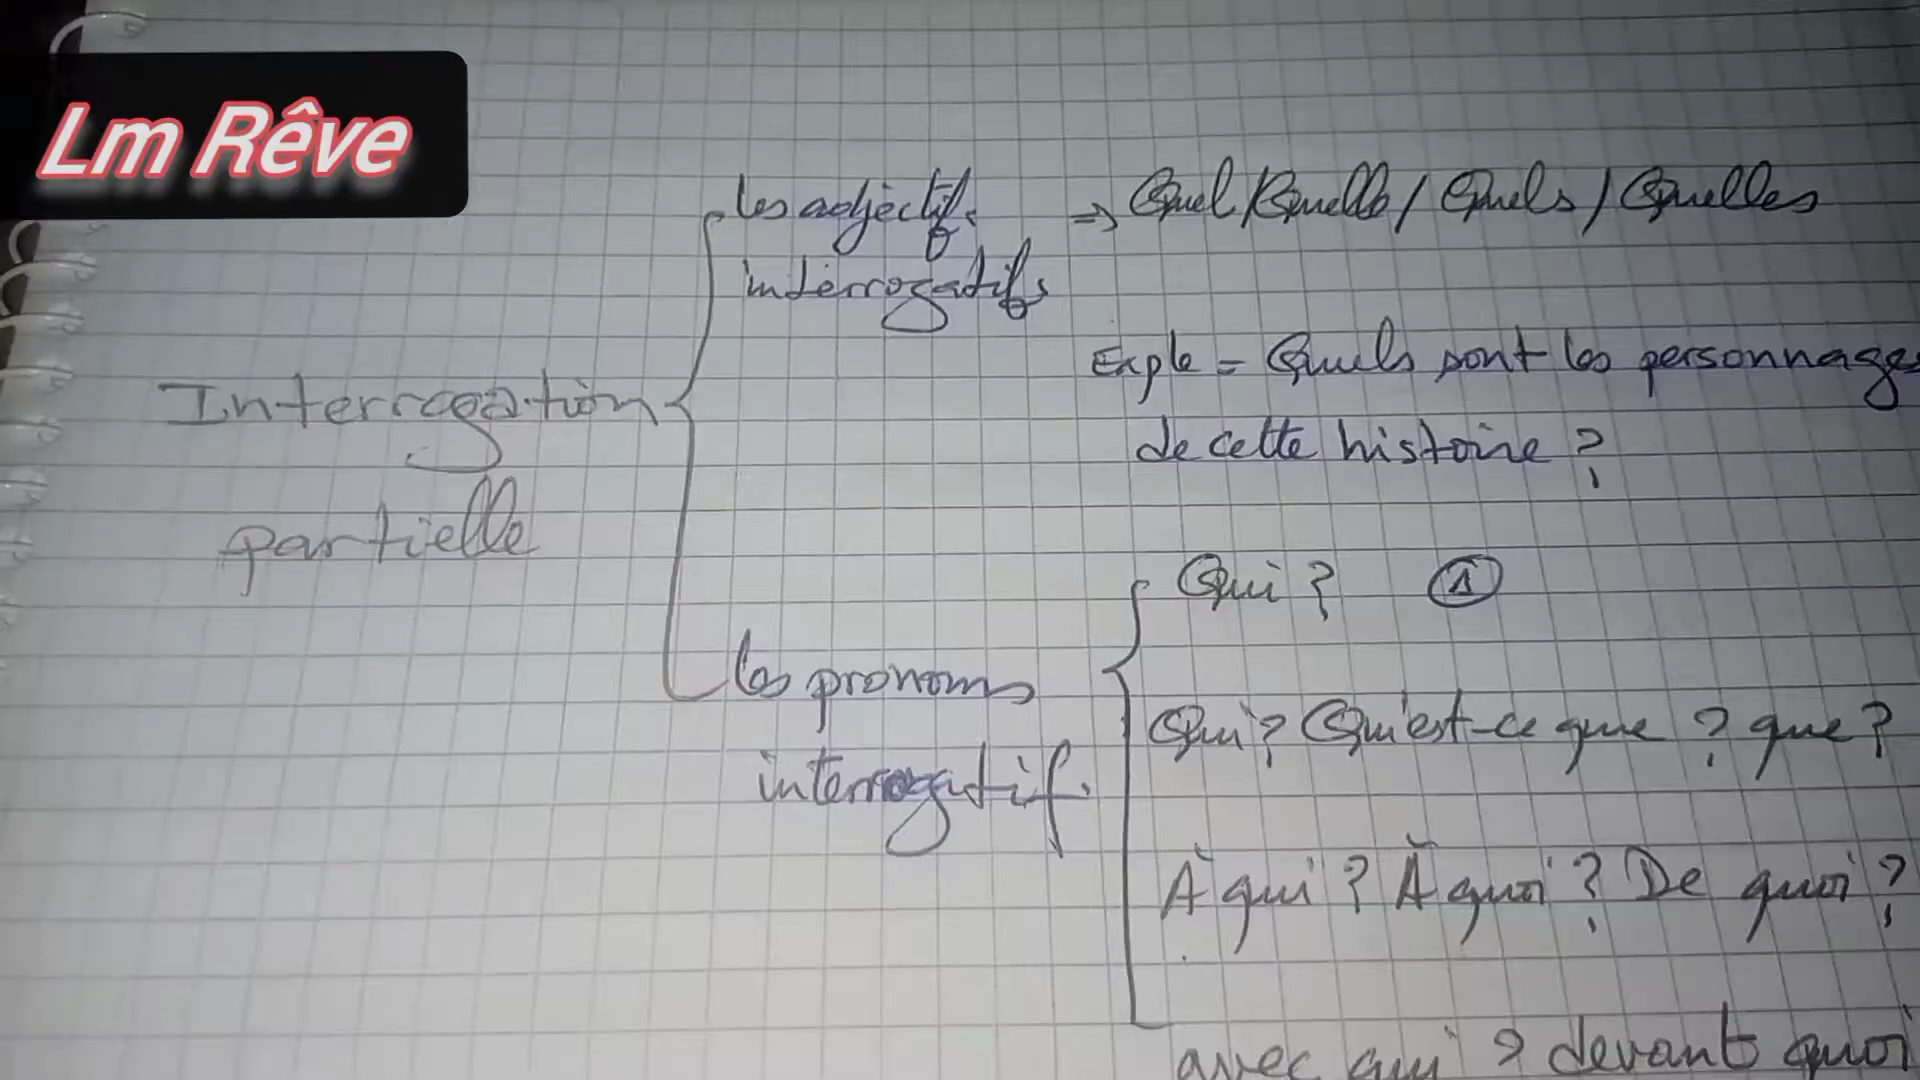 Lm Rêve
les adjectifs => Quel/Quelle/Quels/Quelles
interrogatifs
Exple = Quels sont les personnages
de cette histoire ?
Interrogation
partielle
Qui ? 1
les pronoms
interrogatif.
Qui ? Qu'est-ce que ? que ?
À qui ? À quoi ? De quoi ?
avec qui ? devant quoi